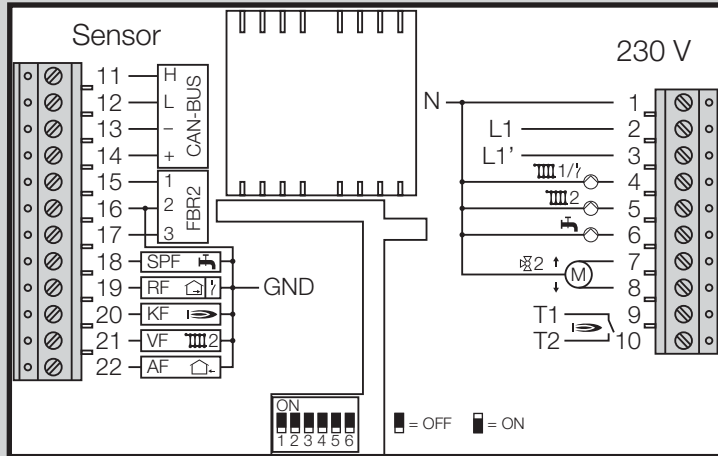 Sensor
230 V
11 H
12 L
13 −
14 +
CAN-BUS
15 1
16 2
17 3
FBR2
18 SPF
19 RF
20 KF
21 VF 2
22 AF
GND
N 1
L1 2
L1’ 3
1/ 4
2 5
6
2 M 7
8
T1 9
T2 10
ON
1 2 3 4 5 6
= OFF = ON